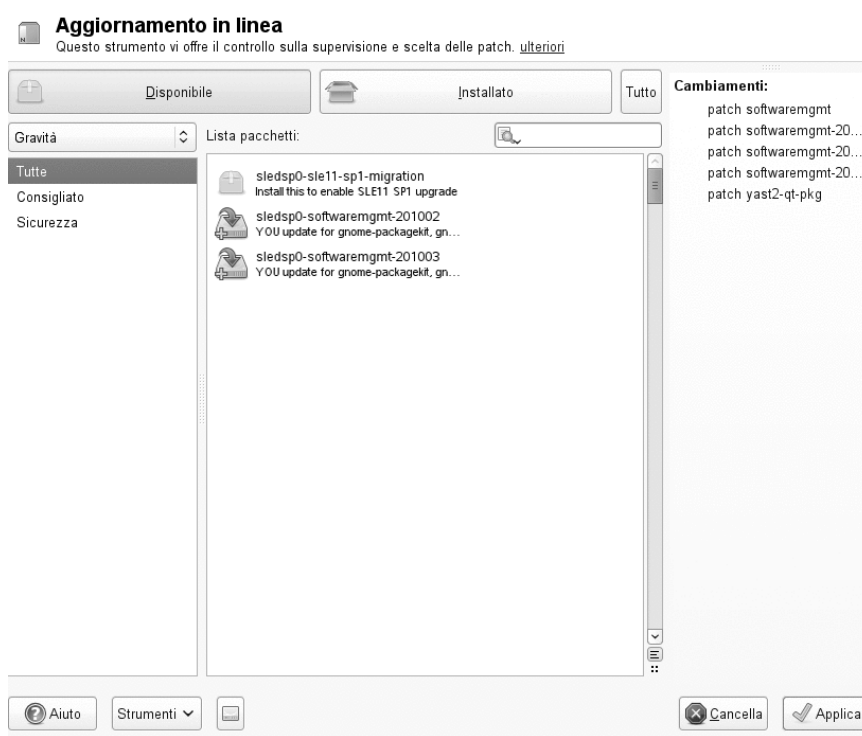 Aggiornamento in linea
Questo strumento vi offre il controllo sulla supervisione e scelta delle patch. ulteriori
Disponibile
Installato
Tutto
Cambiamenti:
patch softwaremgmt
patch softwaremgmt-20...
patch softwaremgmt-20...
patch softwaremgmt-20...
patch yast2-qt-pkg
Gravità
Lista pacchetti:
Tutte
Consigliato
Sicurezza
sledsp0-sle11-sp1-migration
Install this to enable SLE11 SP1 upgrade
sledsp0-softwaremgmt-201002
YOU update for gnome-packagekit, gn...
sledsp0-softwaremgmt-201003
YOU update for gnome-packagekit, gn...
Aiuto
Strumenti
Cancella
Applica